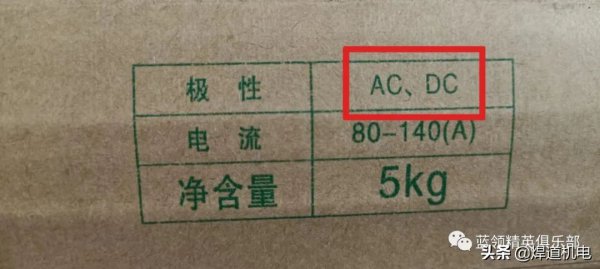 极 性 AC、DC
电 流 80-140(A)
净含量 5kg
蓝领精英俱乐部
头条 @焊道机电